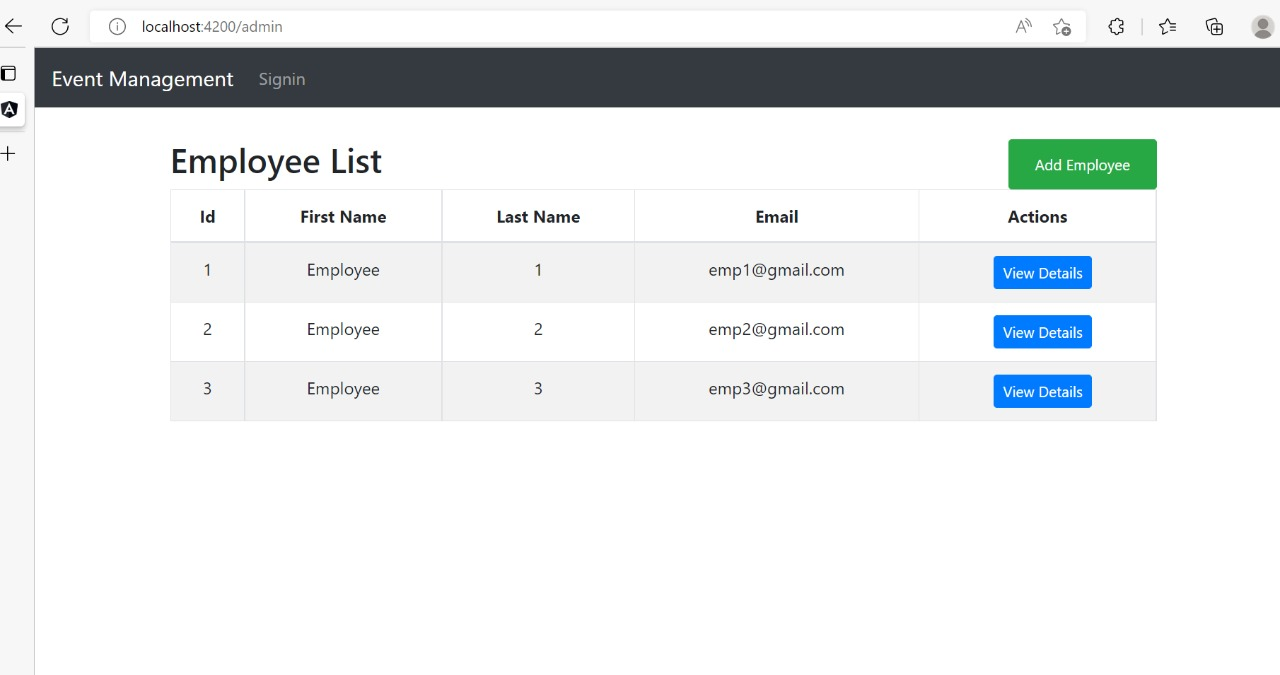 localhost:4200/admin
Event Management Signin
Employee List
Add Employee
Id First Name Last Name Email Actions
1 Employee 1 emp1@gmail.com View Details
2 Employee 2 emp2@gmail.com View Details
3 Employee 3 emp3@gmail.com View Details